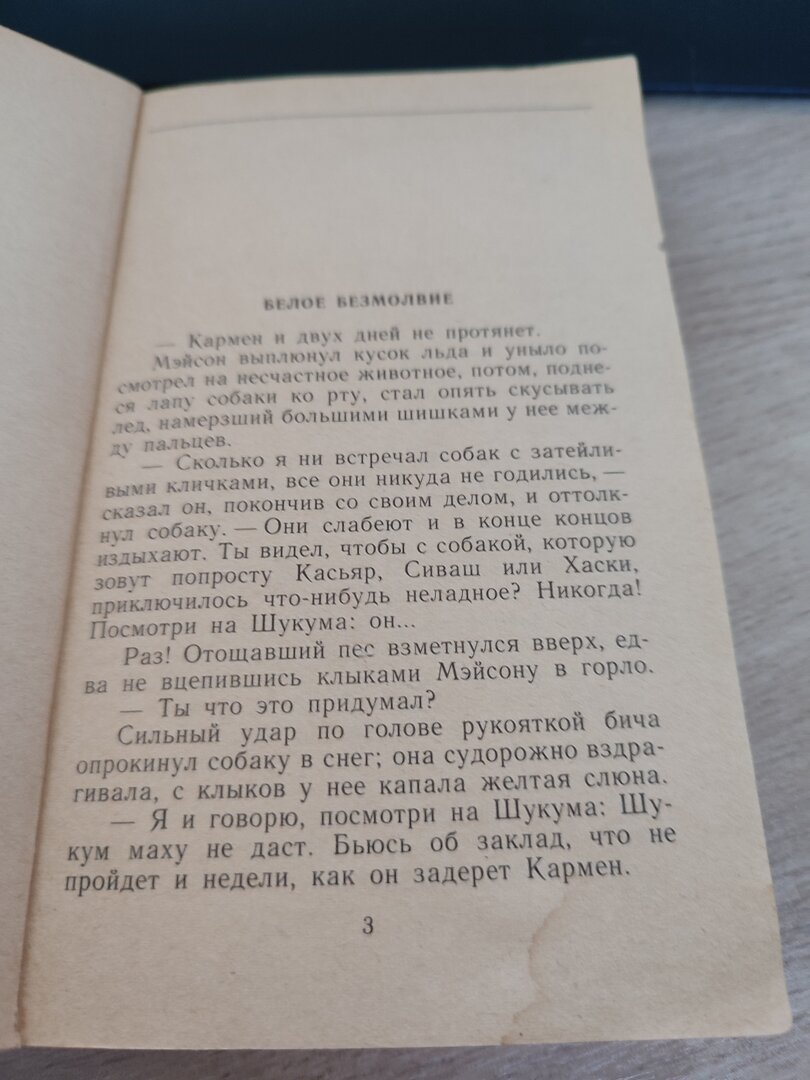 БЕЛОЕ БЕЗМОЛВИЕ
— Кармен и двух дней не протянет.
Мэйсон выплюнул кусок льда и уныло по-
смотрел на несчастное животное, потом, подне-
ся лапу собаки ко рту, стал опять скусывать
лед, намерзший большими шишками у нее меж-
ду пальцев.
— Сколько я ни встречал собак с затейли-
выми кличками, все они никуда не годились, —
сказал он, покончив со своим делом, и оттолк-
нул собаку. — Они слабеют и в конце концов
издыхают. Ты видел, чтобы с собакой, которую
зовут попросту Касьяр, Сиваш или Хаски,
приключилось что-нибудь неладное? Никогда!
Посмотри на Шукума: он...
Раз! Отощавший пес взметнулся вверх, ед-
ва не вцепившись клыками Мэйсону в горло.
— Ты что это придумал?
Сильный удар по голове рукояткой бича
опрокинул собаку в снег; она судорожно вздра-
гивала, с клыков у нее капала желтая слюна.
— Я и говорю, посмотри на Шукума: Шу-
кум маху не даст. Бьюсь об заклад, что не
пройдет и недели, как он задерет Кармен.
3